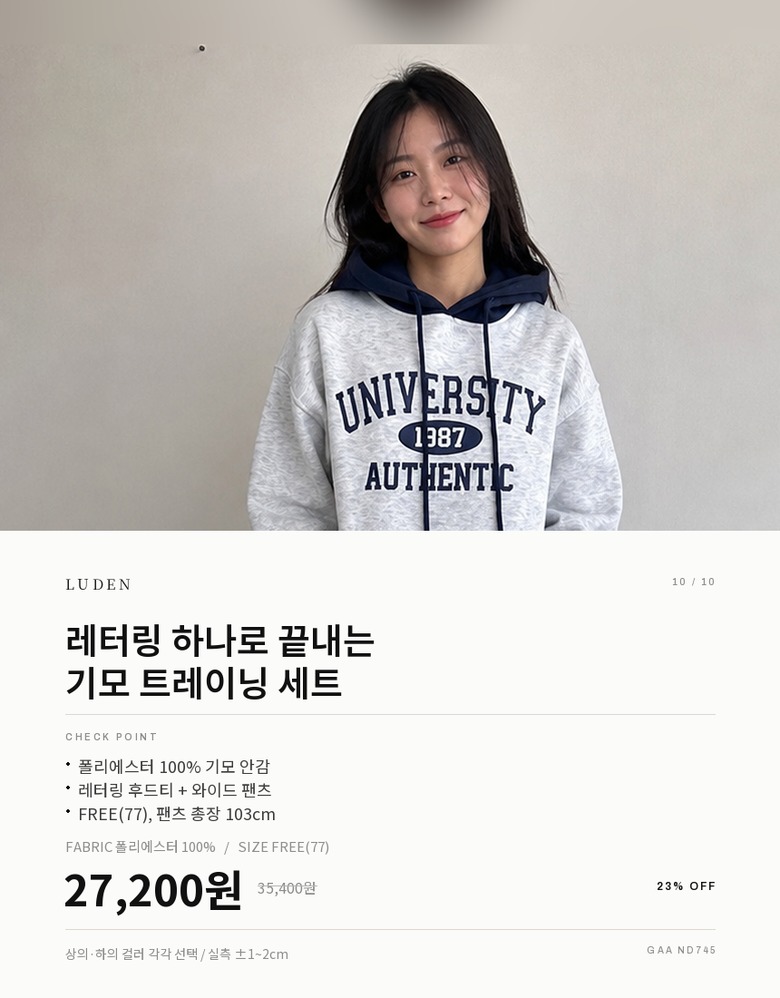 UNIVERSITY
1987
AUTHENTIC
LUDEN
10 / 10
레터링 하나로 끝내는
기모 트레이닝 세트
CHECK POINT
• 폴리에스터 100% 기모 안감
• 레터링 후드티 + 와이드 팬츠
• FREE(77), 팬츠 총장 103cm
FABRIC 폴리에스터 100% / SIZE FREE(77)
27,200원 35,400원 23% OFF
상의·하의 컬러 각각 선택 / 실측 ±1~2cm
GAA ND745